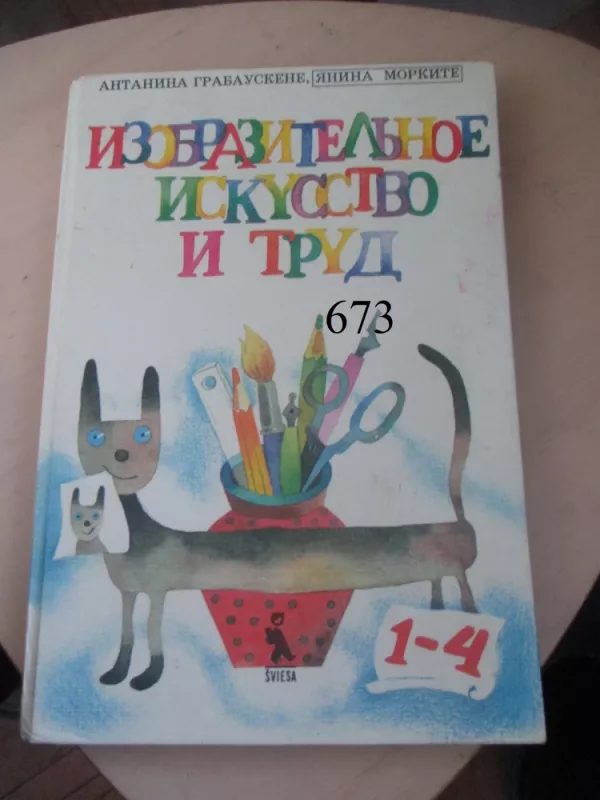 АНТАНИНА ГРАБАУСКЕНЕ, ЯНИНА МОРКИТЕ
ИЗОБРАЗИТЕЛЬНОЕ
ИСКУССТВО
И ТРУД
673
1-4
ŠVIESA